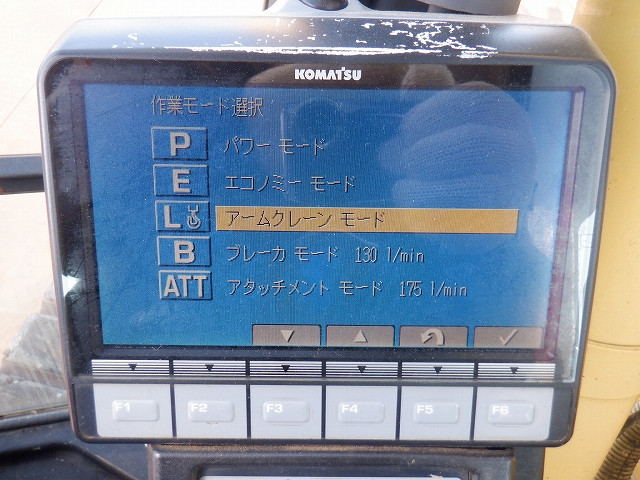 KOMATSU
作業モード選択
P パワー モード
E エコノミー モード
L アームクレーン モード
B ブレーカ モード 130 l/min
ATT アタッチメント モード 175 l/min
F1 F2 F3 F4 F5 F6